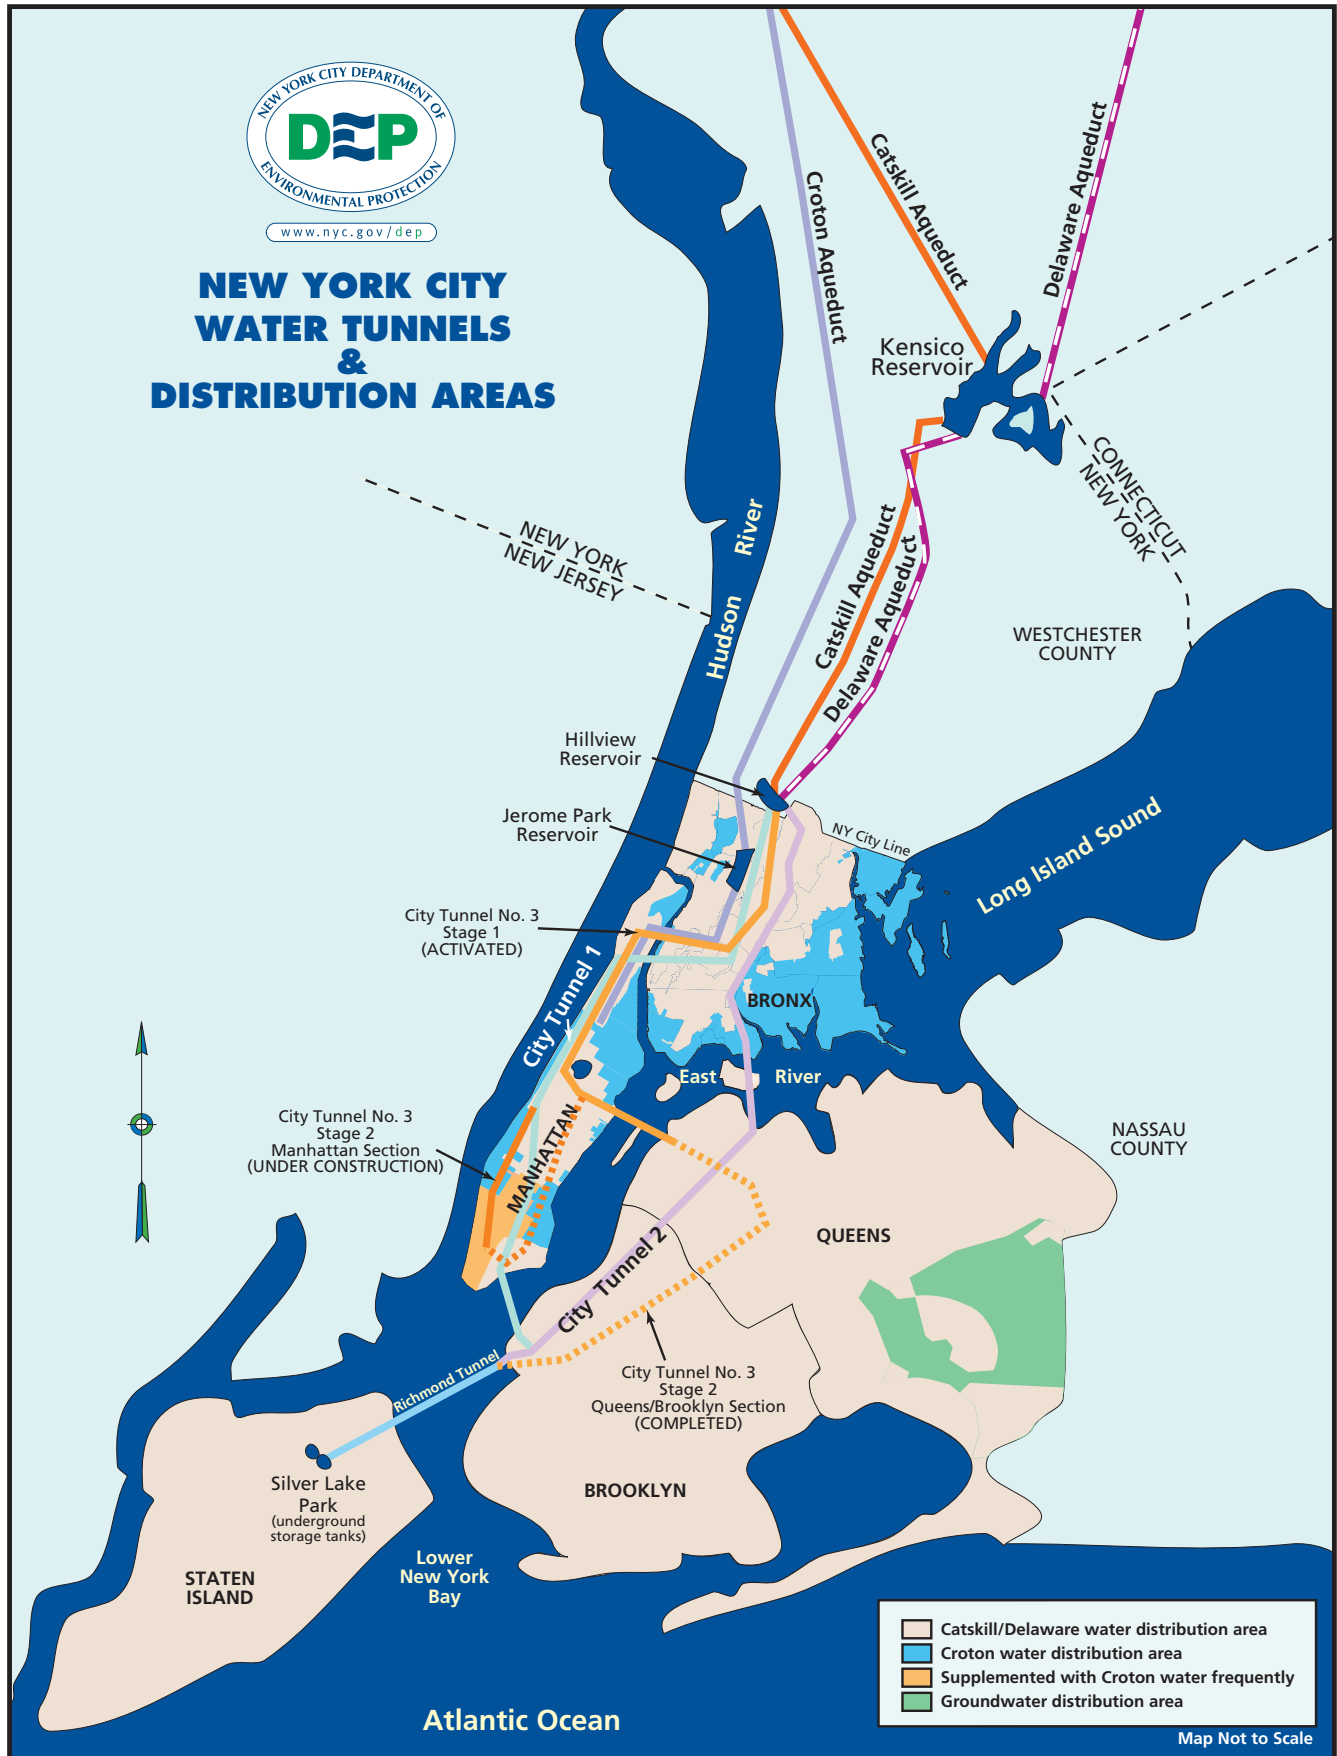 NEW YORK CITY DEPARTMENT OF
DEP
ENVIRONMENTAL PROTECTION
www.nyc.gov/dep
NEW YORK CITY
WATER TUNNELS
&
DISTRIBUTION AREAS
Croton Aqueduct
Catskill Aqueduct
Delaware Aqueduct
Kensico
Reservoir
CONNECTICUT
NEW YORK
NEW YORK
NEW JERSEY
Hudson River
Catskill Aqueduct
Delaware Aqueduct
WESTCHESTER
COUNTY
Hillview
Reservoir
Jerome Park
Reservoir
NY City Line
Long Island Sound
City Tunnel No. 3
Stage 1
(ACTIVATED)
City Tunnel 1
BRONX
East River
City Tunnel No. 3
Stage 2
Manhattan Section
(UNDER CONSTRUCTION)
MANHATTAN
NASSAU
COUNTY
QUEENS
City Tunnel 2
Richmond Tunnel
City Tunnel No. 3
Stage 2
Queens/Brooklyn Section
(COMPLETED)
Silver Lake
Park
(underground
storage tanks)
BROOKLYN
STATEN
ISLAND
Lower
New York
Bay
Atlantic Ocean
Catskill/Delaware water distribution area
Croton water distribution area
Supplemented with Croton water frequently
Groundwater distribution area
Map Not to Scale